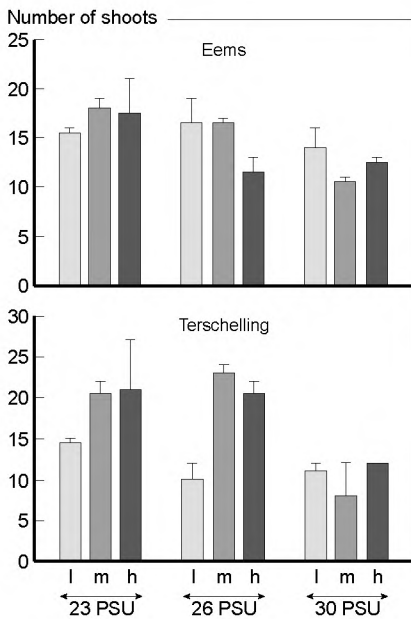 Number of shoots
Eems
25
20
15
10
5
0
Terschelling
30
25
20
15
10
5
0
l m h l m h l m h
23 PSU 26 PSU 30 PSU